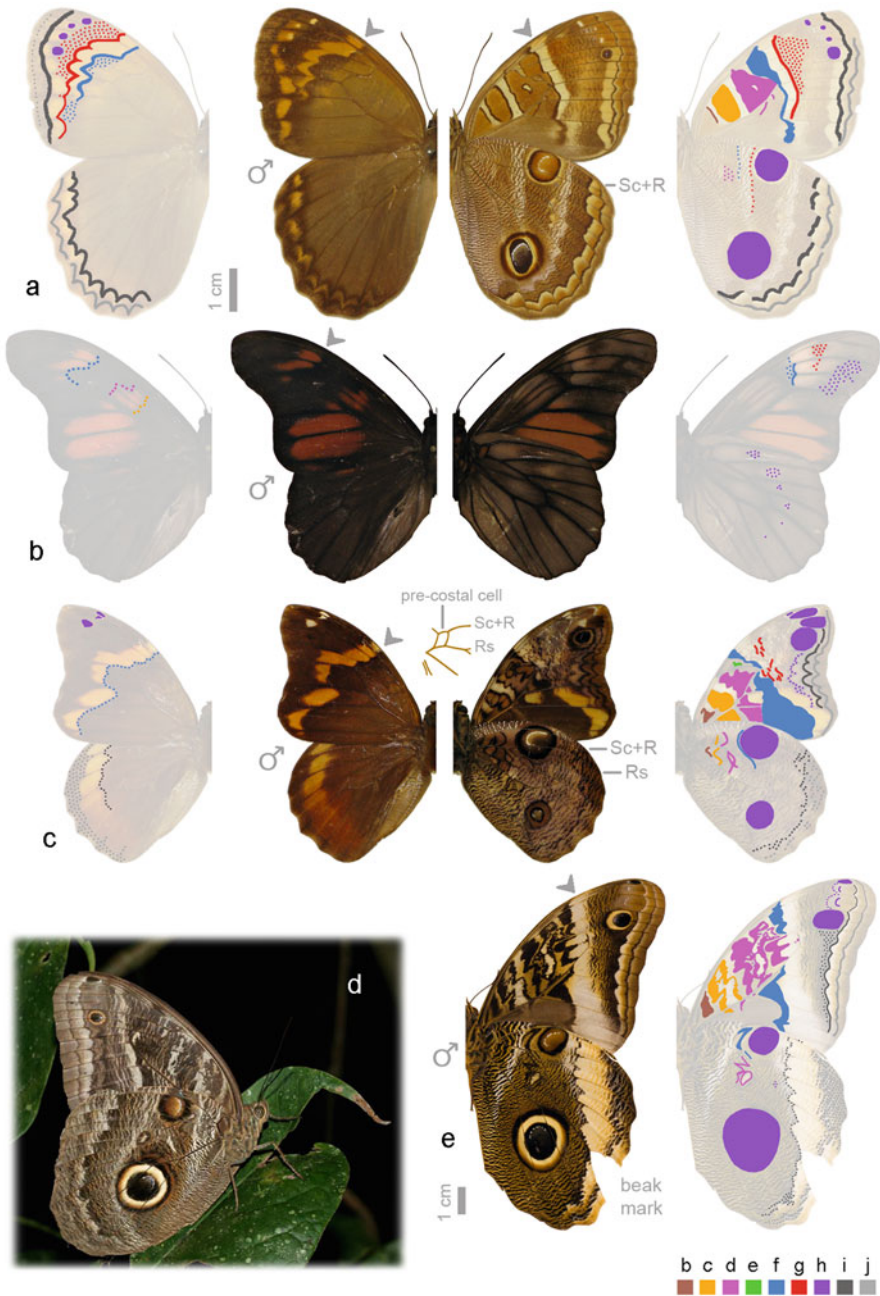 ♂
Sc+R
1 cm
a
♂
b
pre-costal cell
Sc+R
Rs
♂
Sc+R
Rs
c
d
♂
e
1 cm
beak
mark
b c d e f g h i j